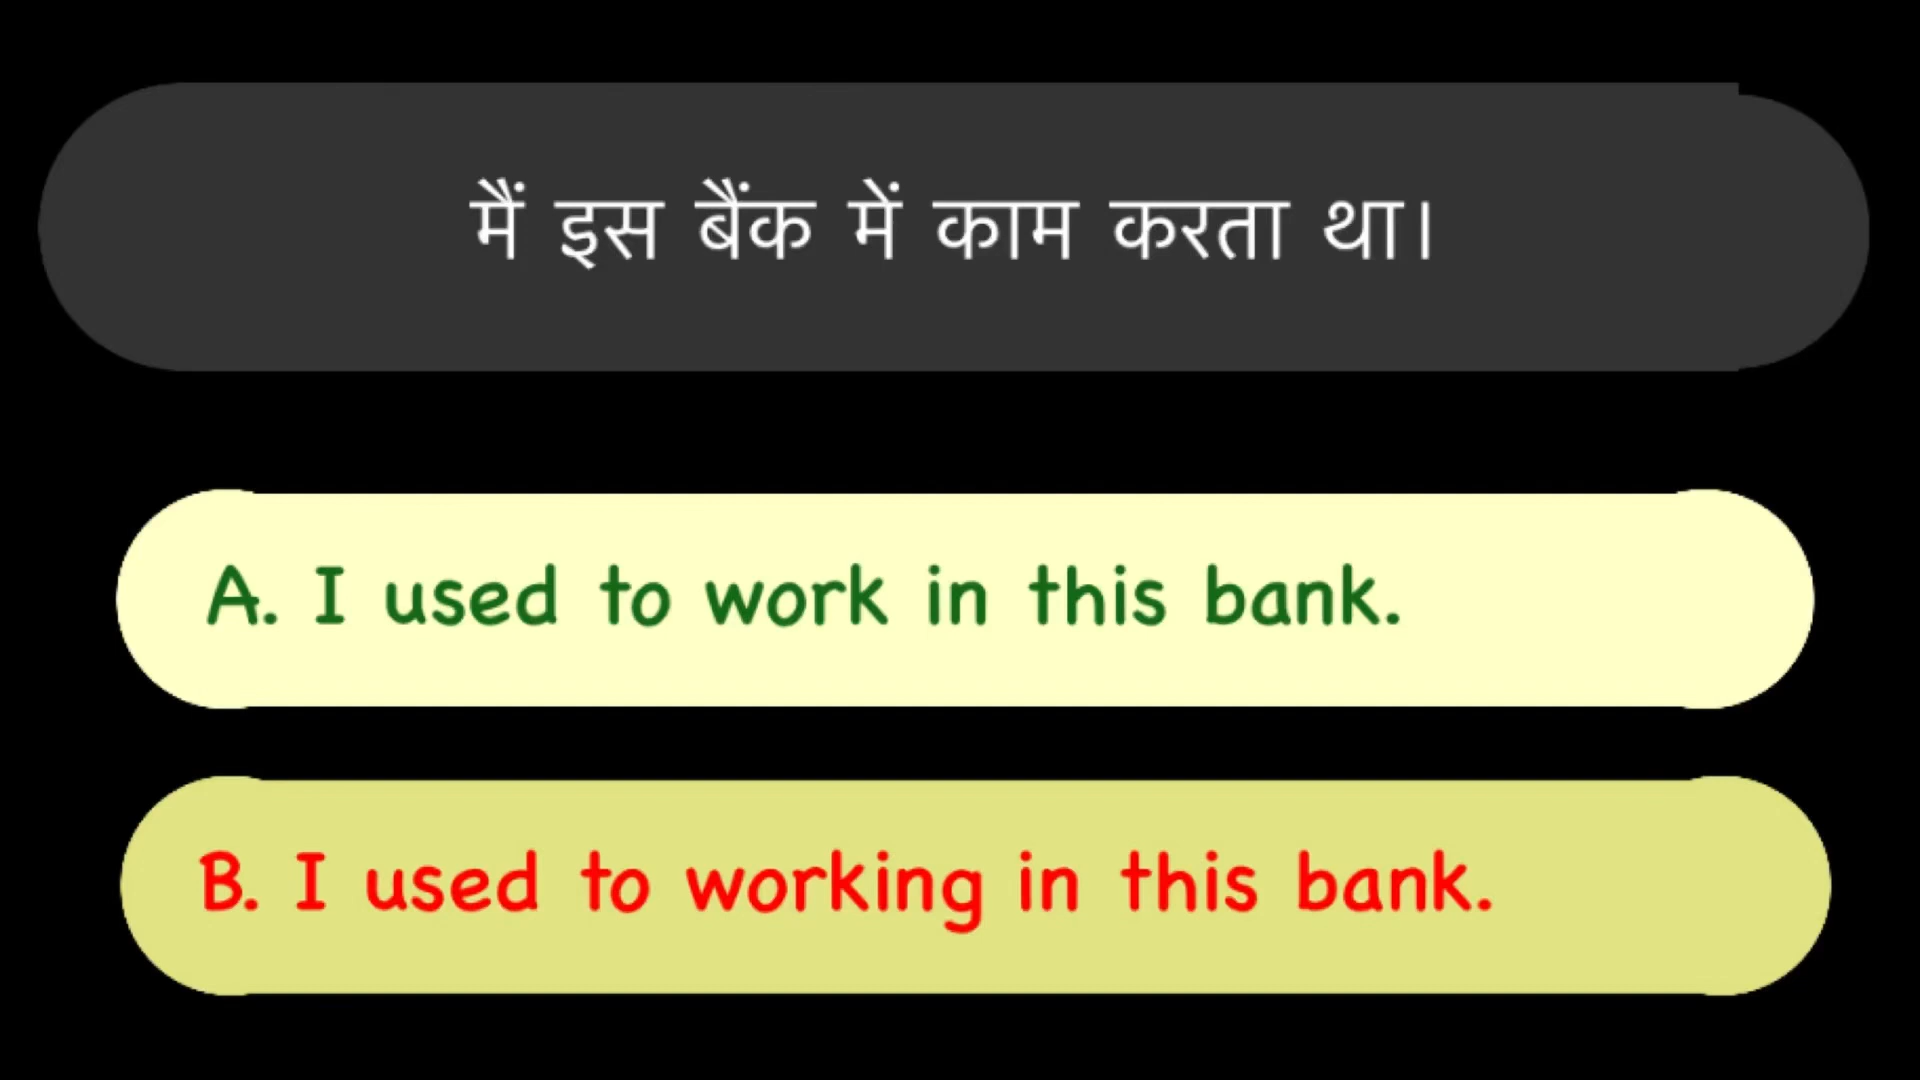 मैं इस बैंक में काम करता था।
A. I used to work in this bank.
B. I used to working in this bank.